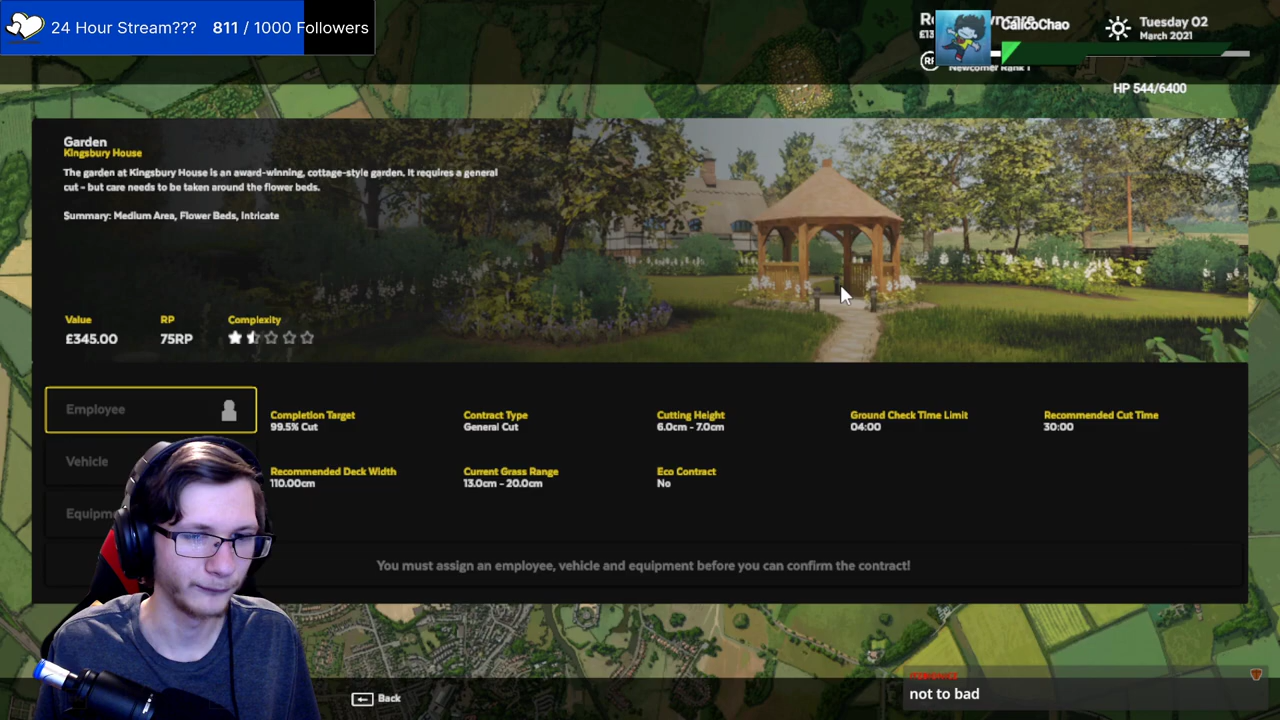 24 Hour Stream??? 811 / 1000 Followers
CalicoChao
Tuesday 02
March 2021
Newcomer Rank 1
HP 544/6400
Garden
Kingsbury House
The garden at Kingsbury House is an award-winning, cottage-style garden. It requires a general
cut - but care needs to be taken around the flower beds.
Summary: Medium Area, Flower Beds, Intricate
Value RP Complexity
£345.00 75RP
Employee
Vehicle
Completion Target Contract Type Cutting Height Ground Check Time Limit Recommended Cut Time
99.5% Cut General Cut 6.0cm - 7.0cm 04:00 30:00
Recommended Deck Width Current Grass Range Eco Contract
110.00cm 13.0cm - 20.0cm No
Equipm
You must assign an employee, vehicle and equipment before you can confirm the contract!
Back
not to bad